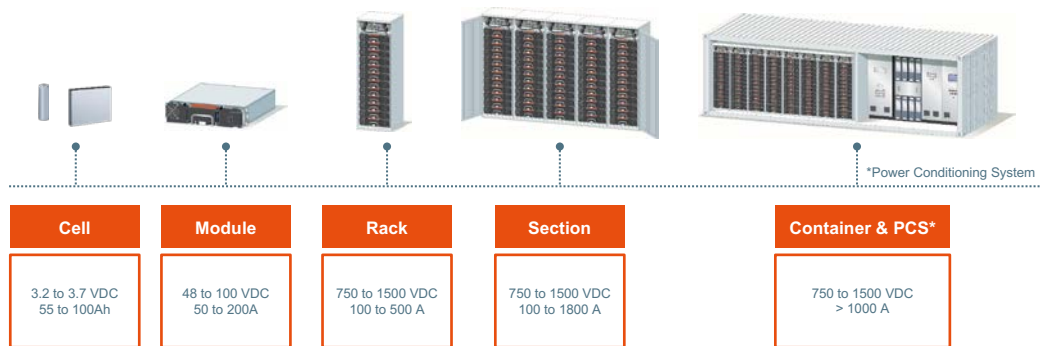 *Power Conditioning System
Cell
Module
Rack
Section
Container & PCS*
3.2 to 3.7 VDC
55 to 100Ah
48 to 100 VDC
50 to 200A
750 to 1500 VDC
100 to 500 A
750 to 1500 VDC
100 to 1800 A
750 to 1500 VDC
> 1000 A